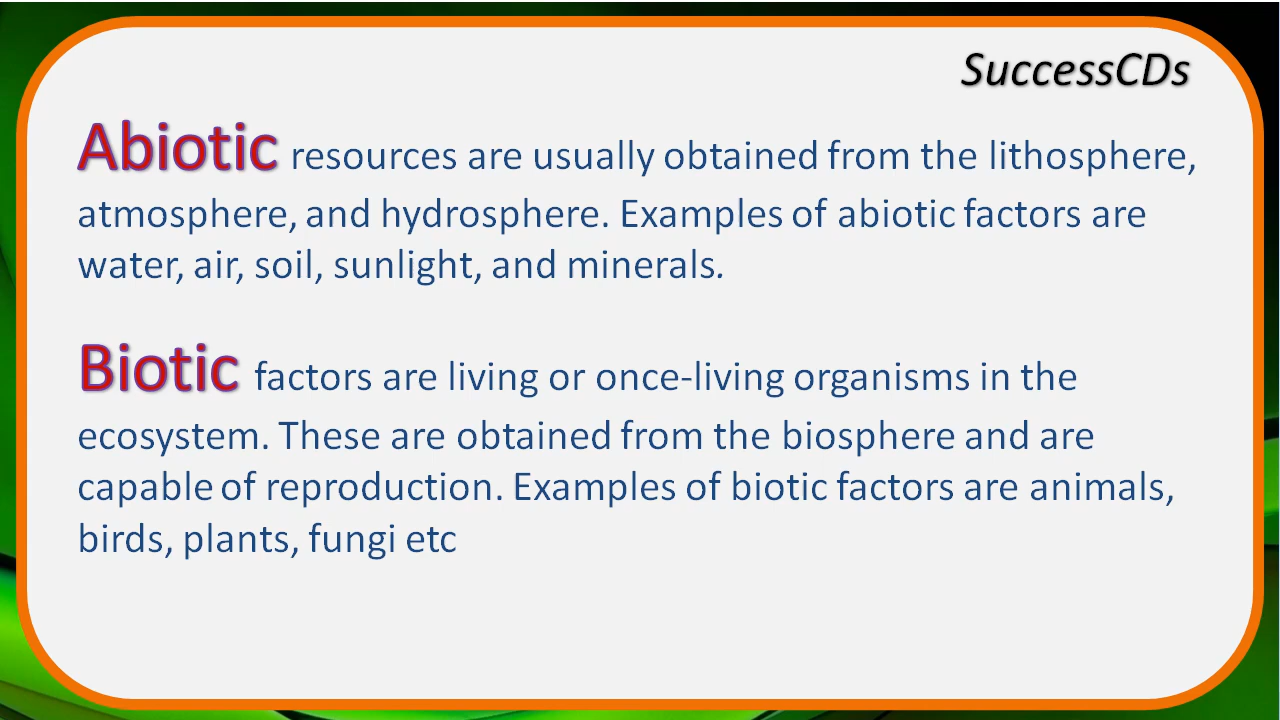 SuccessCDs
Abiotic resources are usually obtained from the lithosphere,
atmosphere, and hydrosphere. Examples of abiotic factors are
water, air, soil, sunlight, and minerals.
Biotic factors are living or once-living organisms in the
ecosystem. These are obtained from the biosphere and are
capable of reproduction. Examples of biotic factors are animals,
birds, plants, fungi etc